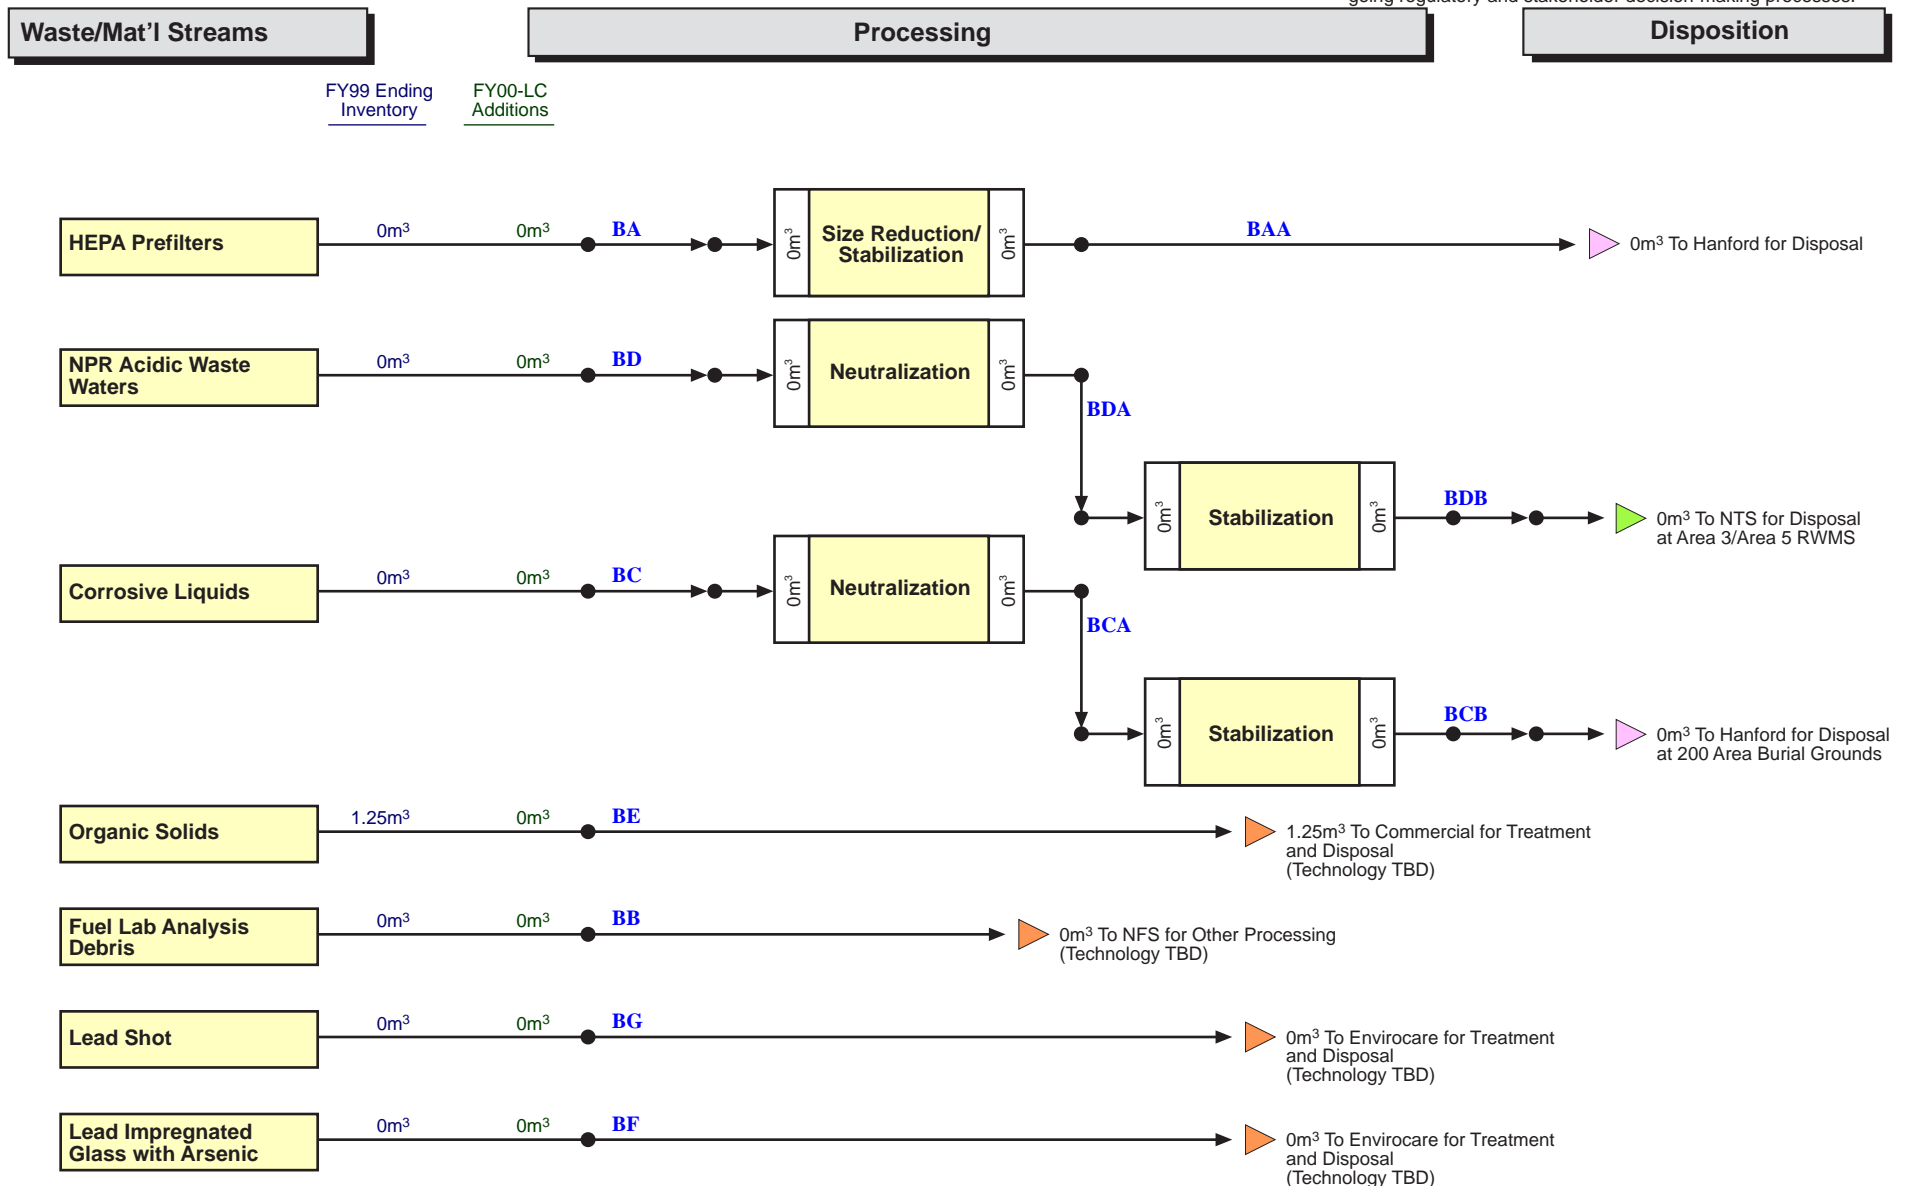 going regulatory and stakeholder decision-making processes.
Waste/Mat'l Streams
Processing
Disposition
FY99 Ending
Inventory
FY00-LC
Additions
HEPA Prefilters
0m³
0m³
BA
0m³
Size Reduction/
Stabilization
0m³
BAA
0m³ To Hanford for Disposal
NPR Acidic Waste
Waters
0m³
0m³
BD
0m³
Neutralization
0m³
BDA
0m³
Stabilization
0m³
BDB
0m³ To NTS for Disposal
at Area 3/Area 5 RWMS
Corrosive Liquids
0m³
0m³
BC
0m³
Neutralization
0m³
BCA
0m³
Stabilization
0m³
BCB
0m³ To Hanford for Disposal
at 200 Area Burial Grounds
Organic Solids
1.25m³
0m³
BE
1.25m³ To Commercial for Treatment
and Disposal
(Technology TBD)
Fuel Lab Analysis
Debris
0m³
0m³
BB
0m³ To NFS for Other Processing
(Technology TBD)
Lead Shot
0m³
0m³
BG
0m³ To Envirocare for Treatment
and Disposal
(Technology TBD)
Lead Impregnated
Glass with Arsenic
0m³
0m³
BF
0m³ To Envirocare for Treatment
and Disposal
(Technology TBD)